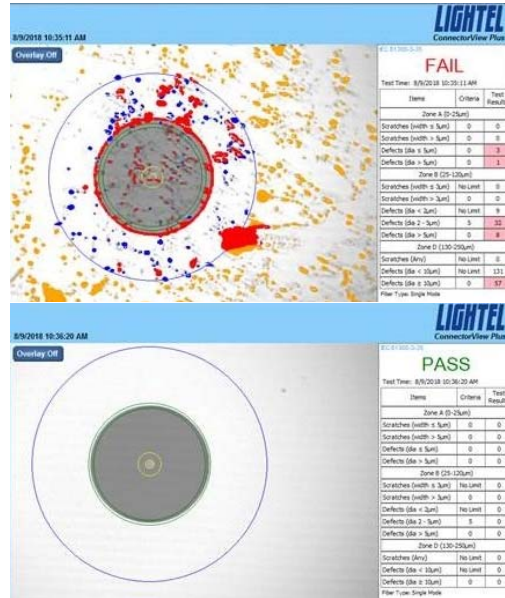 LIGHTEL
ConnectorView Plus
8/9/2018 10:35:11 AM
Overlay Off
FAIL
Test Time: 8/9/2018 10:35:11 AM
Items Criteria Test Result
Zone A (0-25µm)
Scratches (width ≤ 5µm) 0 0
Scratches (width > 5µm) 0 0
Defects (dia ≤ 5µm) 0 3
Defects (dia > 5µm) 0 1
Zone B (25-120µm)
Scratches (width ≤ 3µm) No Limit 0
Scratches (width > 3µm) 0 0
Defects (dia < 2µm) No Limit 9
Defects (dia 2 - 5µm) 5 32
Defects (dia > 5µm) 0 8
Zone D (130-250µm)
Scratches (Any) No Limit 0
Defects (dia < 10µm) No Limit 131
Defects (dia ≥ 10µm) 0 57
Fiber Type: Single Mode
LIGHTEL
ConnectorView Plus
8/9/2018 10:36:20 AM
Overlay Off
PASS
Test Time: 8/9/2018 10:36:20 AM
Items Criteria Test Result
Zone A (0-25µm)
Scratches (width ≤ 5µm) 0 0
Scratches (width > 5µm) 0 0
Defects (dia ≤ 5µm) 0 0
Defects (dia > 5µm) 0 0
Zone B (25-120µm)
Scratches (width ≤ 3µm) No Limit 0
Scratches (width > 3µm) 0 0
Defects (dia < 2µm) No Limit 0
Defects (dia 2 - 5µm) 5 0
Defects (dia > 5µm) 0 0
Zone D (130-250µm)
Scratches (Any) No Limit 0
Defects (dia < 10µm) No Limit 0
Defects (dia ≥ 10µm) 0 0
Fiber Type: Single Mode